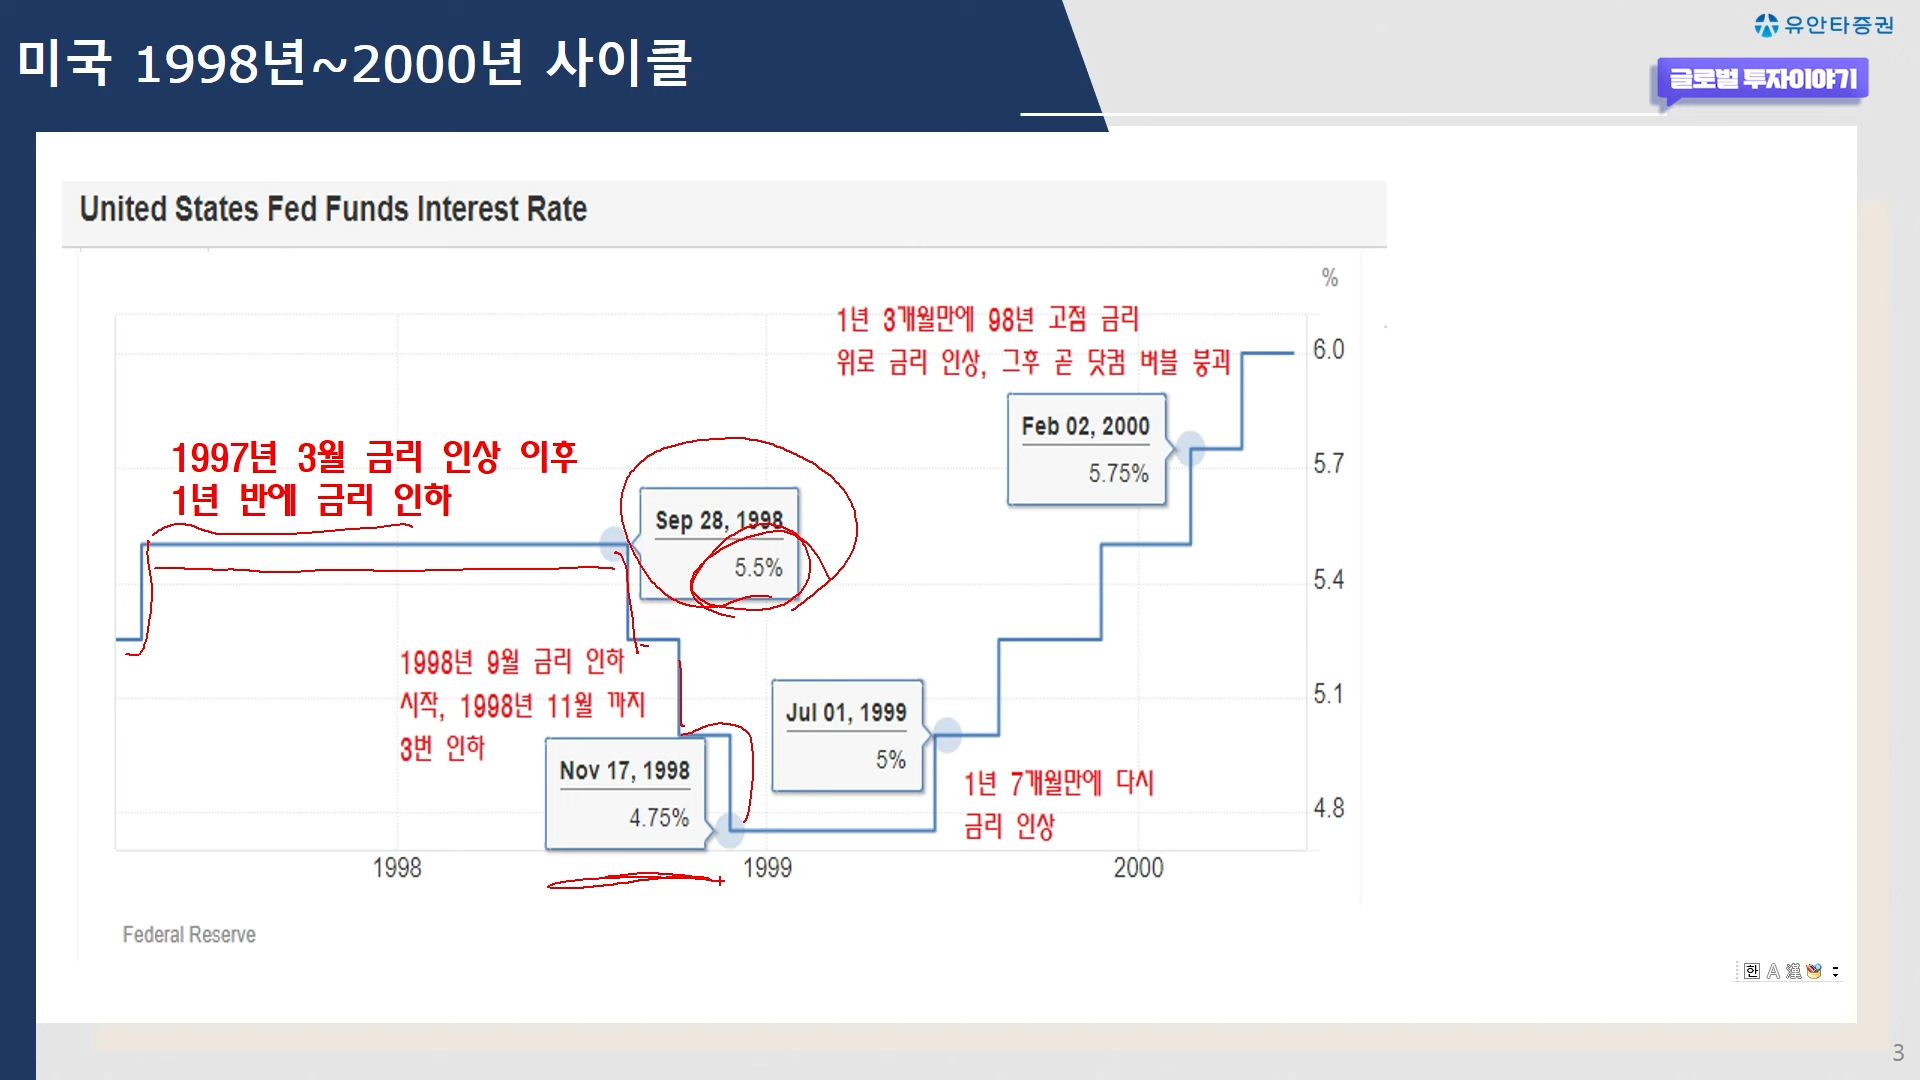 미국 1998년~2000년 사이클
유안타증권
글로벌 투자이야기
United States Fed Funds Interest Rate
%
1년 3개월만에 98년 고점 금리
위로 금리 인상, 그후 곧 닷컴 버블 붕괴
6.0
Feb 02, 2000
5.75%
5.7
1997년 3월 금리 인상 이후
1년 반에 금리 인하
Sep 28, 1998
5.5%
5.4
1998년 9월 금리 인하
시작, 1998년 11월 까지
3번 인하
Nov 17, 1998
4.75%
Jul 01, 1999
5%
5.1
1년 7개월만에 다시
금리 인상
4.8
1998
1999
2000
Federal Reserve
한 A 漢
3